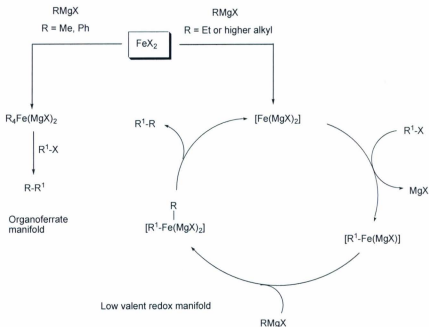 RMgX
R = Me, Ph
FeX₂
RMgX
R = Et or higher alkyl
R₄Fe(MgX)₂
R¹-X
R-R¹
Organoferrate
manifold
R¹-R
[Fe(MgX)₂]
R¹-X
MgX
[R¹-Fe(MgX)]
R
[R¹-Fe(MgX)₂]
Low valent redox manifold
RMgX